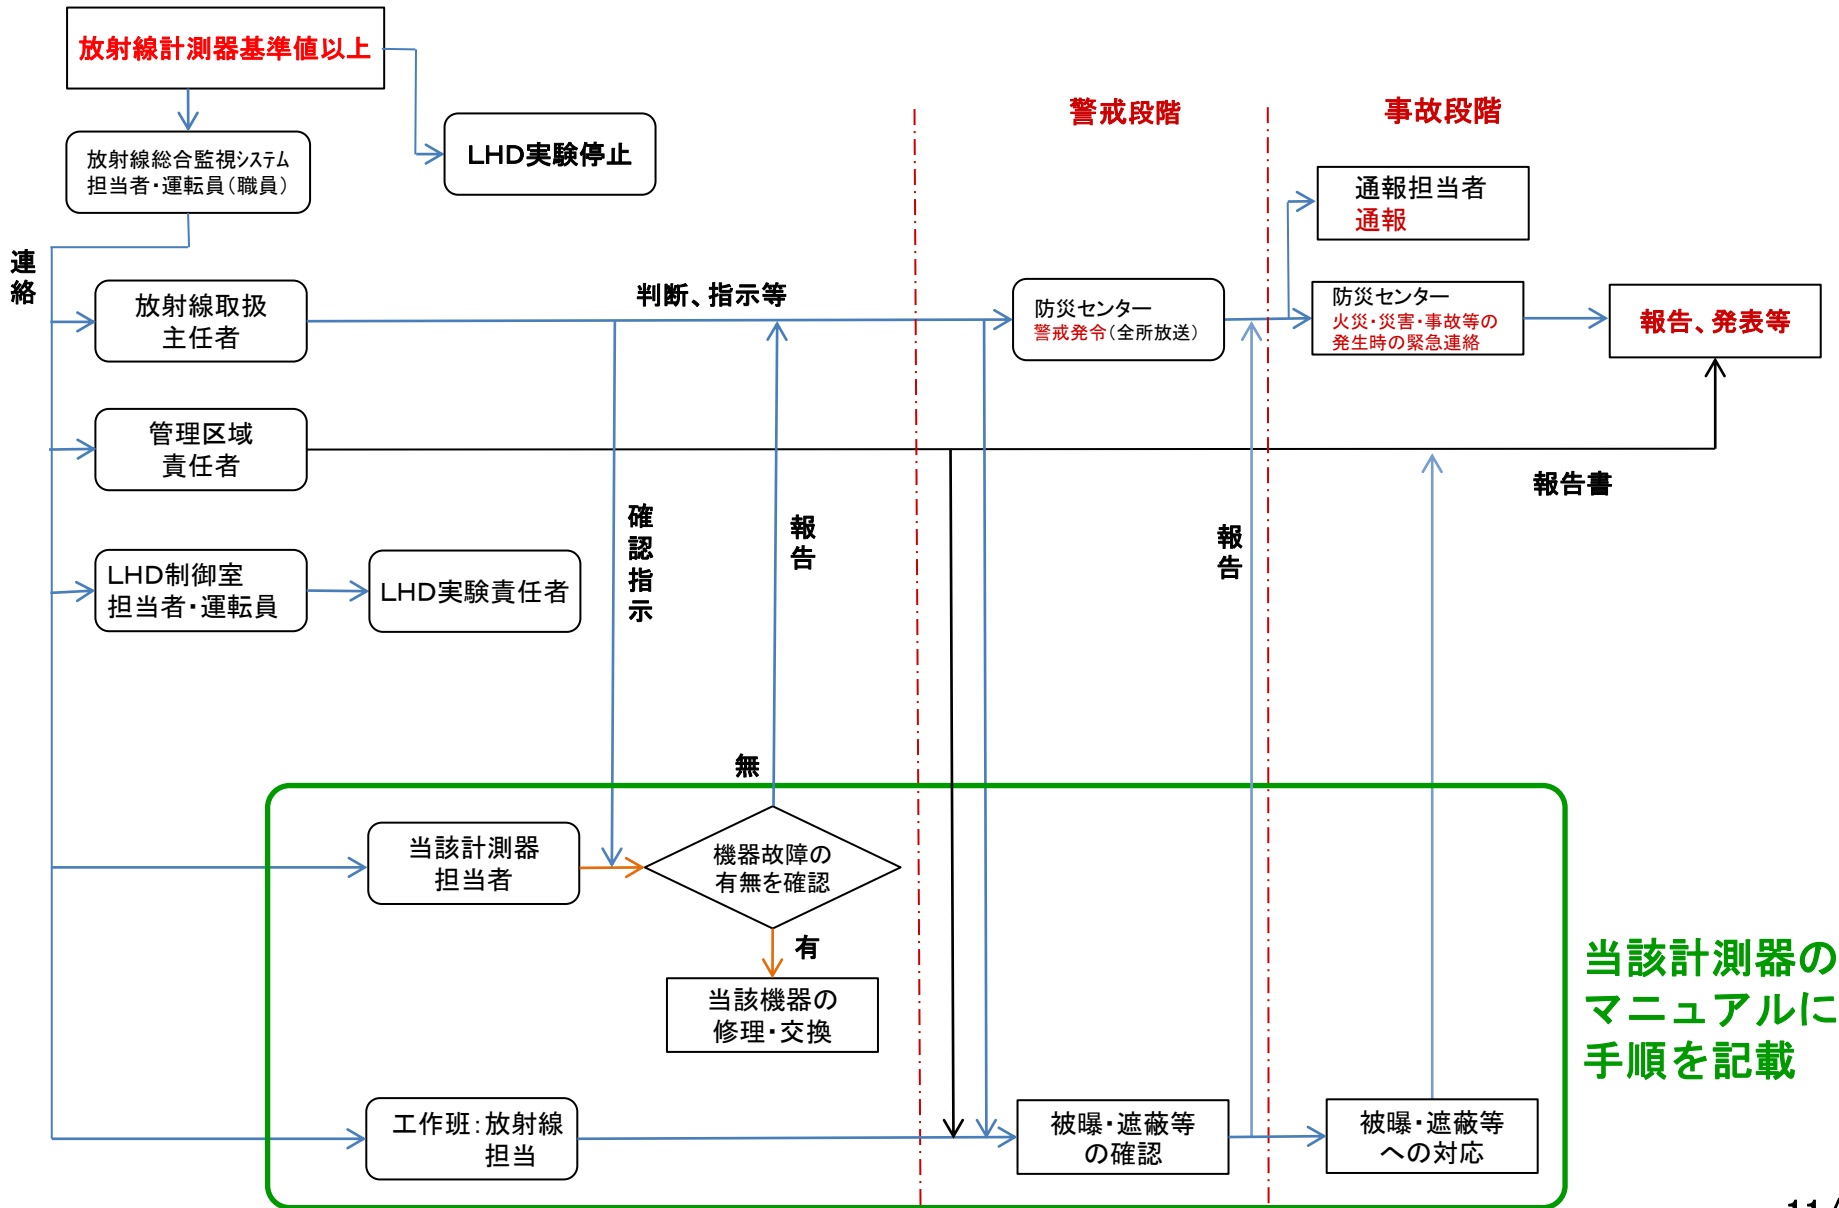 放射線計測器基準値以上
警戒段階
事故段階
LHD実験停止
放射線総合監視システム
担当者・運転員(職員)
通報担当者
通報
連絡
放射線取扱
主任者
判断、指示等
防災センター
警戒発令(全所放送)
防災センター
火災・災害・事故等の
発生時の緊急連絡
報告、発表等
管理区域
責任者
報告書
確認指示
報告
報告
LHD制御室
担当者・運転員
LHD実験責任者
無
当該計測器
担当者
機器故障の
有無を確認
有
当該機器の
修理・交換
当該計測器の
マニュアルに
手順を記載
工作班:放射線
担当
被曝・遮蔽等
の確認
被曝・遮蔽等
への対応
11/